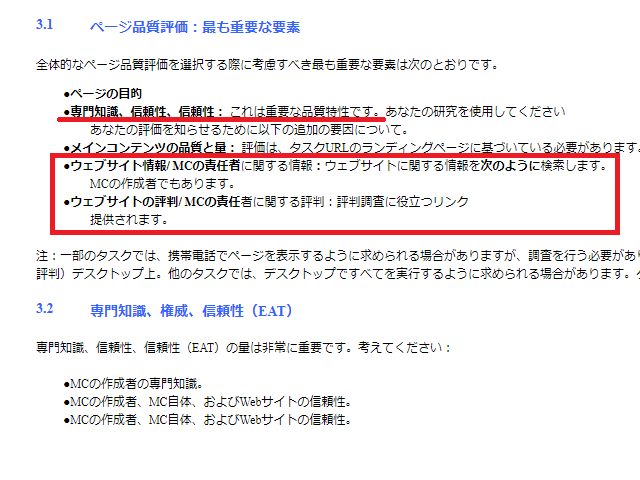 3.1 ページ品質評価：最も重要な要素
全体的なページ品質評価を選択する際に考慮すべき最も重要な要素は次のとおりです。
●ページの目的
●専門知識、信頼性、信頼性： これは重要な品質特性です。あなたの研究を使用してください
あなたの評価を知らせるために以下の追加の要因について。
●メインコンテンツの品質と量： 評価は、タスクURLのランディングページに基づいている必要があります。
●ウェブサイト情報/ MCの責任者に関する情報：ウェブサイトに関する情報を次のように検索します。
MCの作成者でもあります。
●ウェブサイトの評判/ MCの責任者に関する評判：評判調査に役立つリンク
提供されます。
注：一部のタスクでは、携帯電話でページを表示するように求められる場合がありますが、調査を行う必要があり
評判）デスクトップ上。他のタスクでは、デスクトップですべてを実行するように求められる場合があります。
3.2 専門知識、権威、信頼性（EAT）
専門知識、信頼性、信頼性（EAT）の量は非常に重要です。考えてください：
●MCの作成者の専門知識。
●MCの作成者、MC自体、およびWebサイトの信頼性。
●MCの作成者、MC自体、およびWebサイトの信頼性。